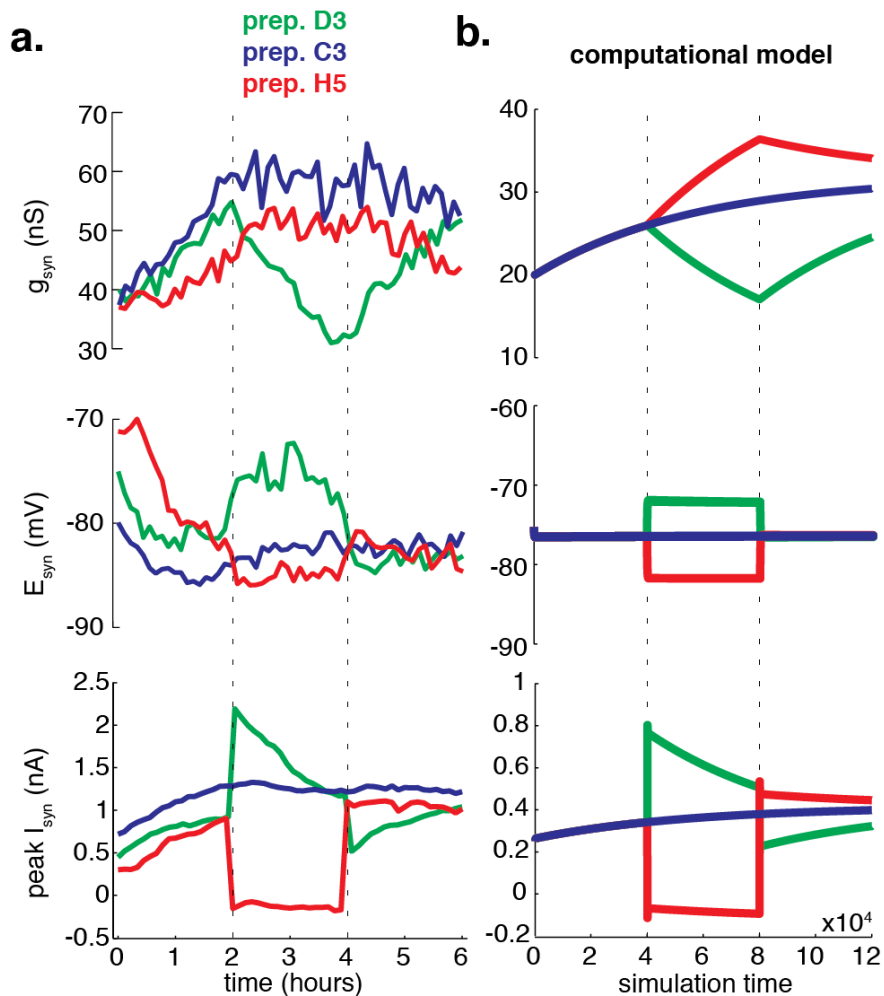 a.
prep. D3
prep. C3
prep. H5
b.
computational model
70
60
50
40
30
g_syn (nS)
40
30
20
10
-70
-80
-90
E_syn (mV)
-60
-70
-80
-90
2.5
2
1.5
1
0.5
0
-0.5
peak I_syn (nA)
0 1 2 3 4 5 6
time (hours)
1
0.8
0.6
0.4
0.2
0
-0.2
x10^4
0 2 4 6 8 10 12
simulation time